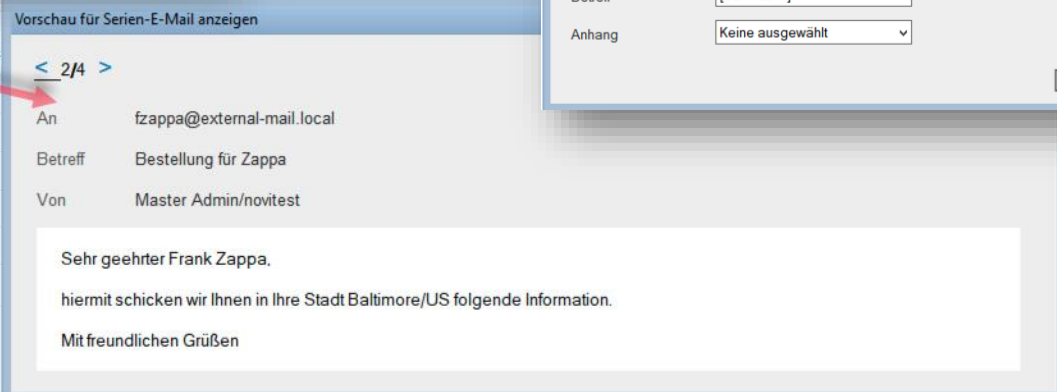 Vorschau für Serien-E-Mail anzeigen
Anhang
Keine ausgewählt
< 2/4 >
An fzappa@external-mail.local
Betreff Bestellung für Zappa
Von Master Admin/novitest
Sehr geehrter Frank Zappa,
hiermit schicken wir Ihnen in Ihre Stadt Baltimore/US folgende Information.
Mit freundlichen Grüßen